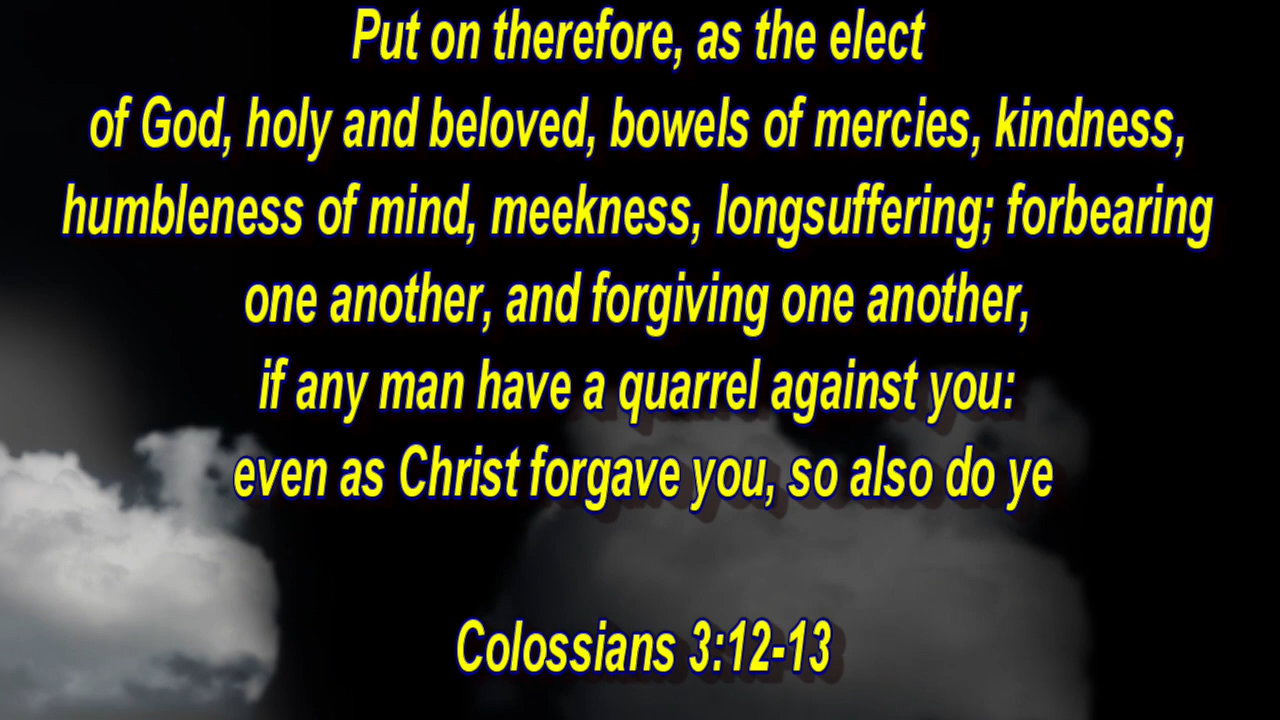 Put on therefore, as the elect
of God, holy and beloved, bowels of mercies, kindness,
humbleness of mind, meekness, longsuffering; forbearing
one another, and forgiving one another,
if any man have a quarrel against you:
even as Christ forgave you, so also do ye
Colossians 3:12-13